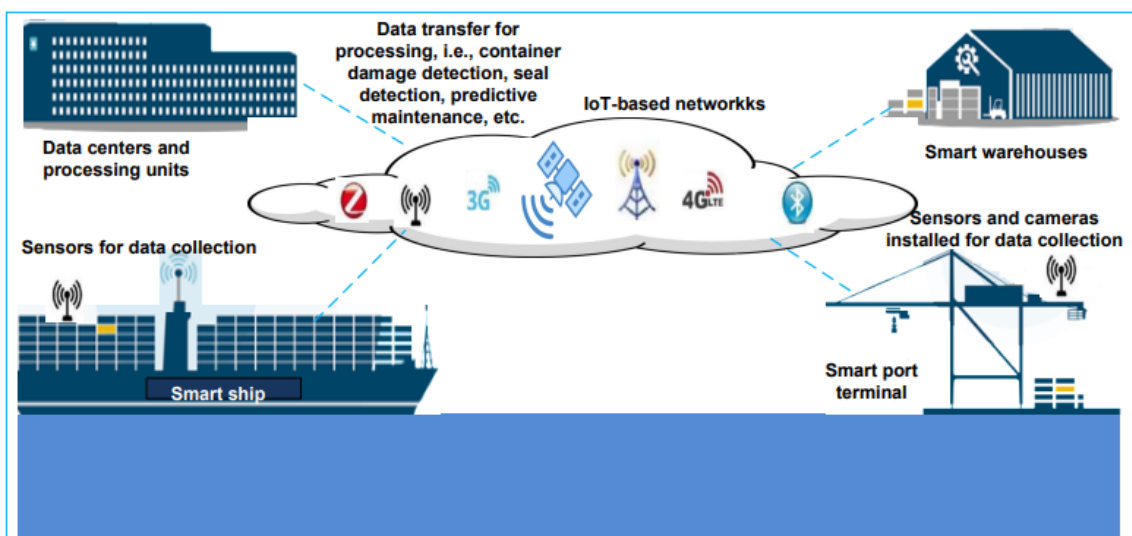 Data transfer for
processing, i.e., container
damage detection, seal
detection, predictive
maintenance, etc.
IoT-based networkks
Data centers and
processing units
Smart warehouses
3G
4G LTE
Sensors for data collection
Sensors and cameras
installed for data collection
Smart ship
Smart port
terminal